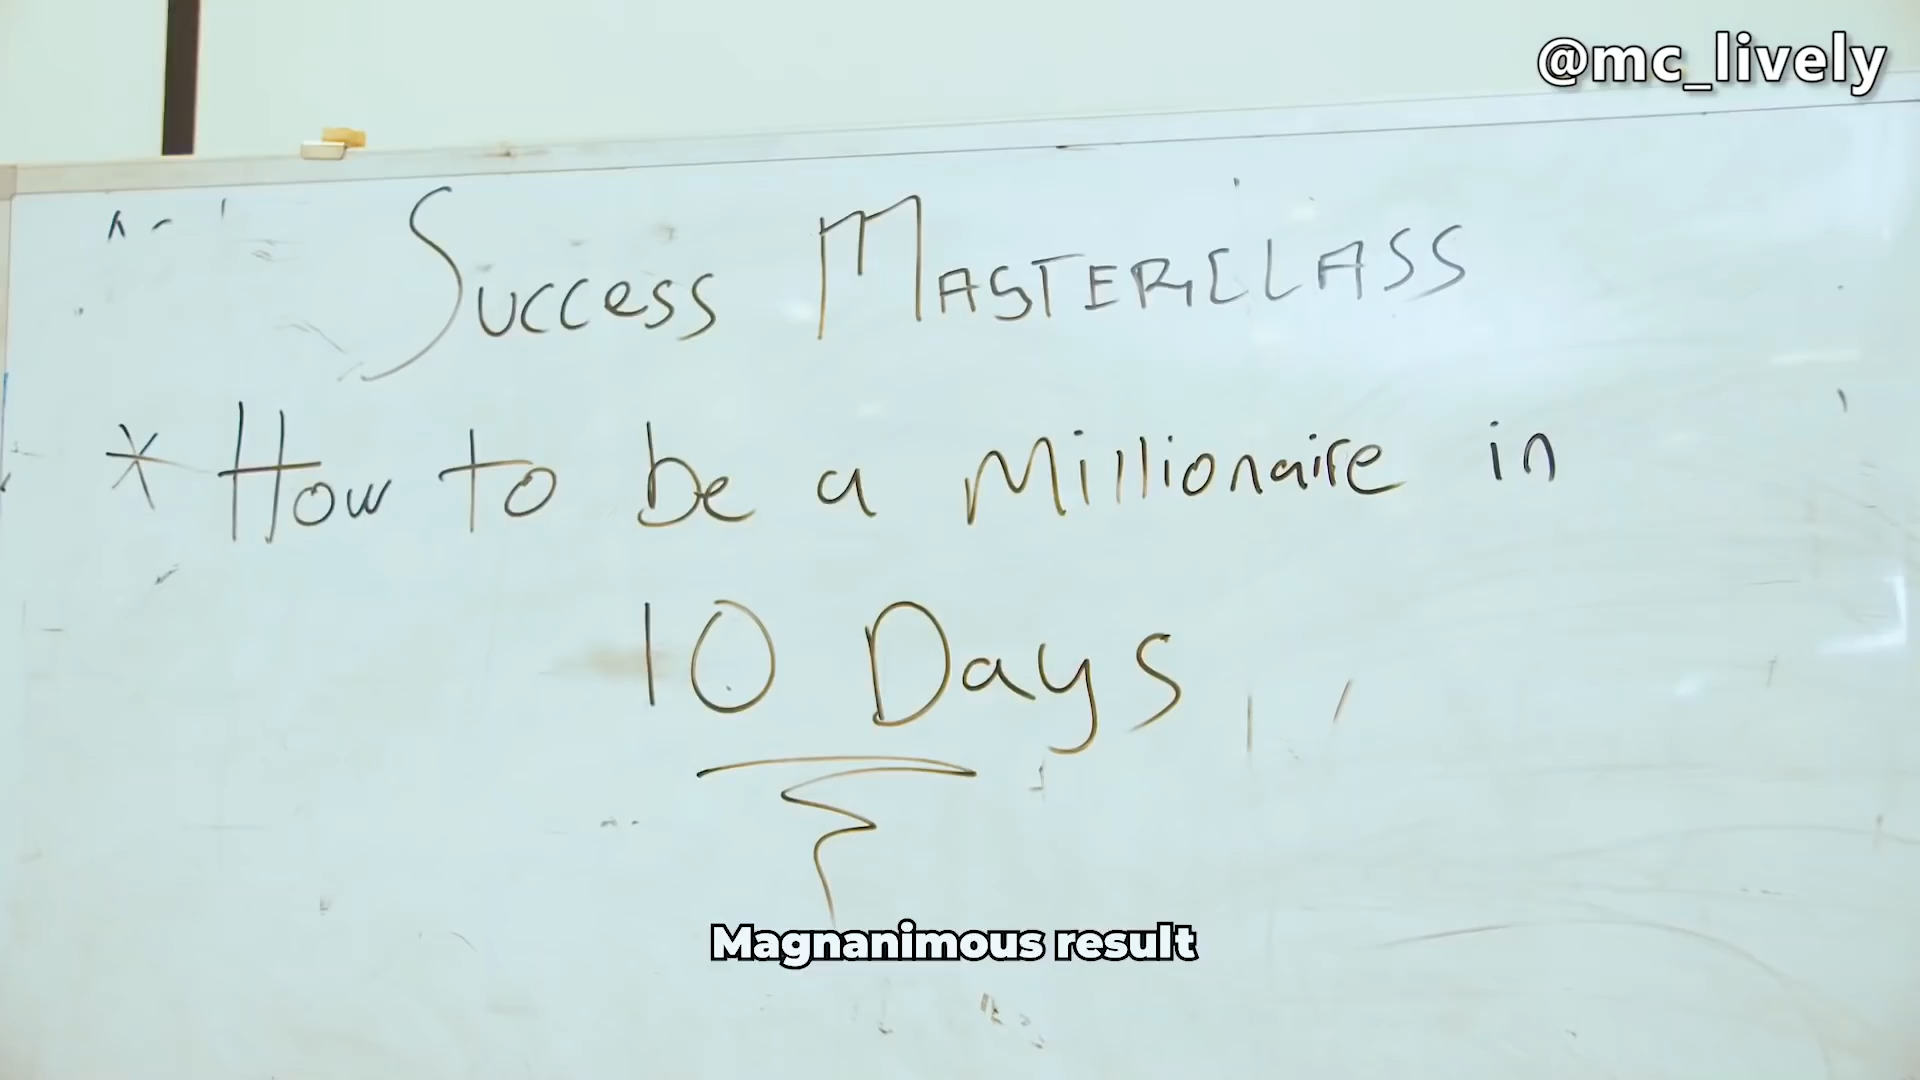 @mc_lively
Success MASTERCLASS
* How to be a Millionaire in
10 Days
Magnanimous result